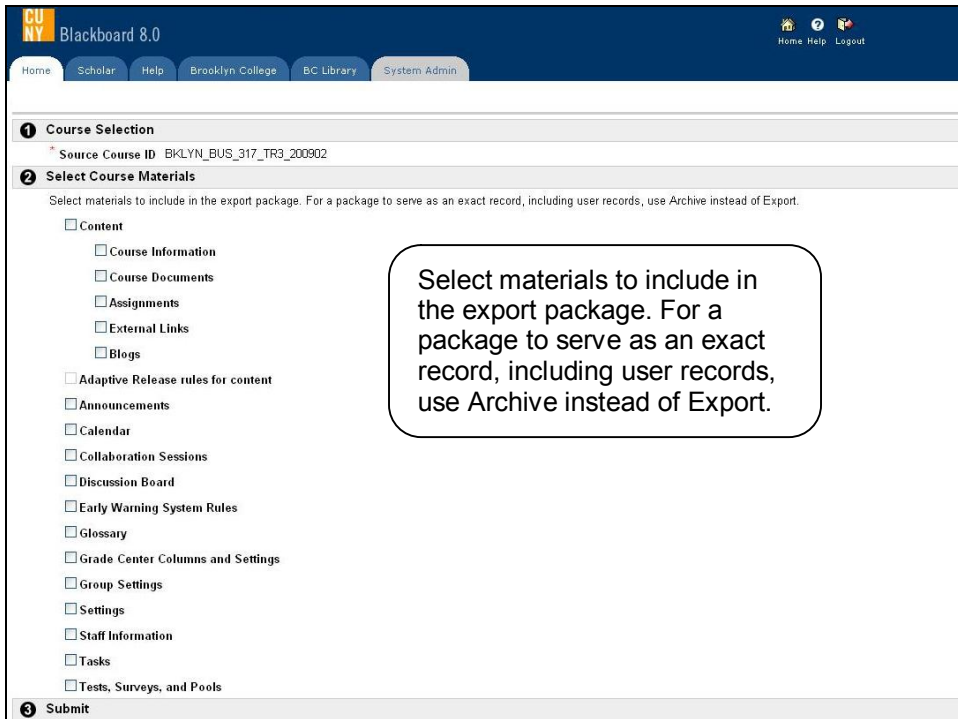 CU
NY
Blackboard 8.0
Home Help Logout
Home Scholar Help Brooklyn College BC Library System Admin
1 Course Selection
* Source Course ID BKLYN_BUS_317_TR3_200902
2 Select Course Materials
Select materials to include in the export package. For a package to serve as an exact record, including user records, use Archive instead of Export.
Content
Course Information
Course Documents
Assignments
External Links
Blogs
Adaptive Release rules for content
Announcements
Calendar
Collaboration Sessions
Discussion Board
Early Warning System Rules
Glossary
Grade Center Columns and Settings
Group Settings
Settings
Staff Information
Tasks
Tests, Surveys, and Pools
Select materials to include in
the export package. For a
package to serve as an exact
record, including user records,
use Archive instead of Export.
3 Submit